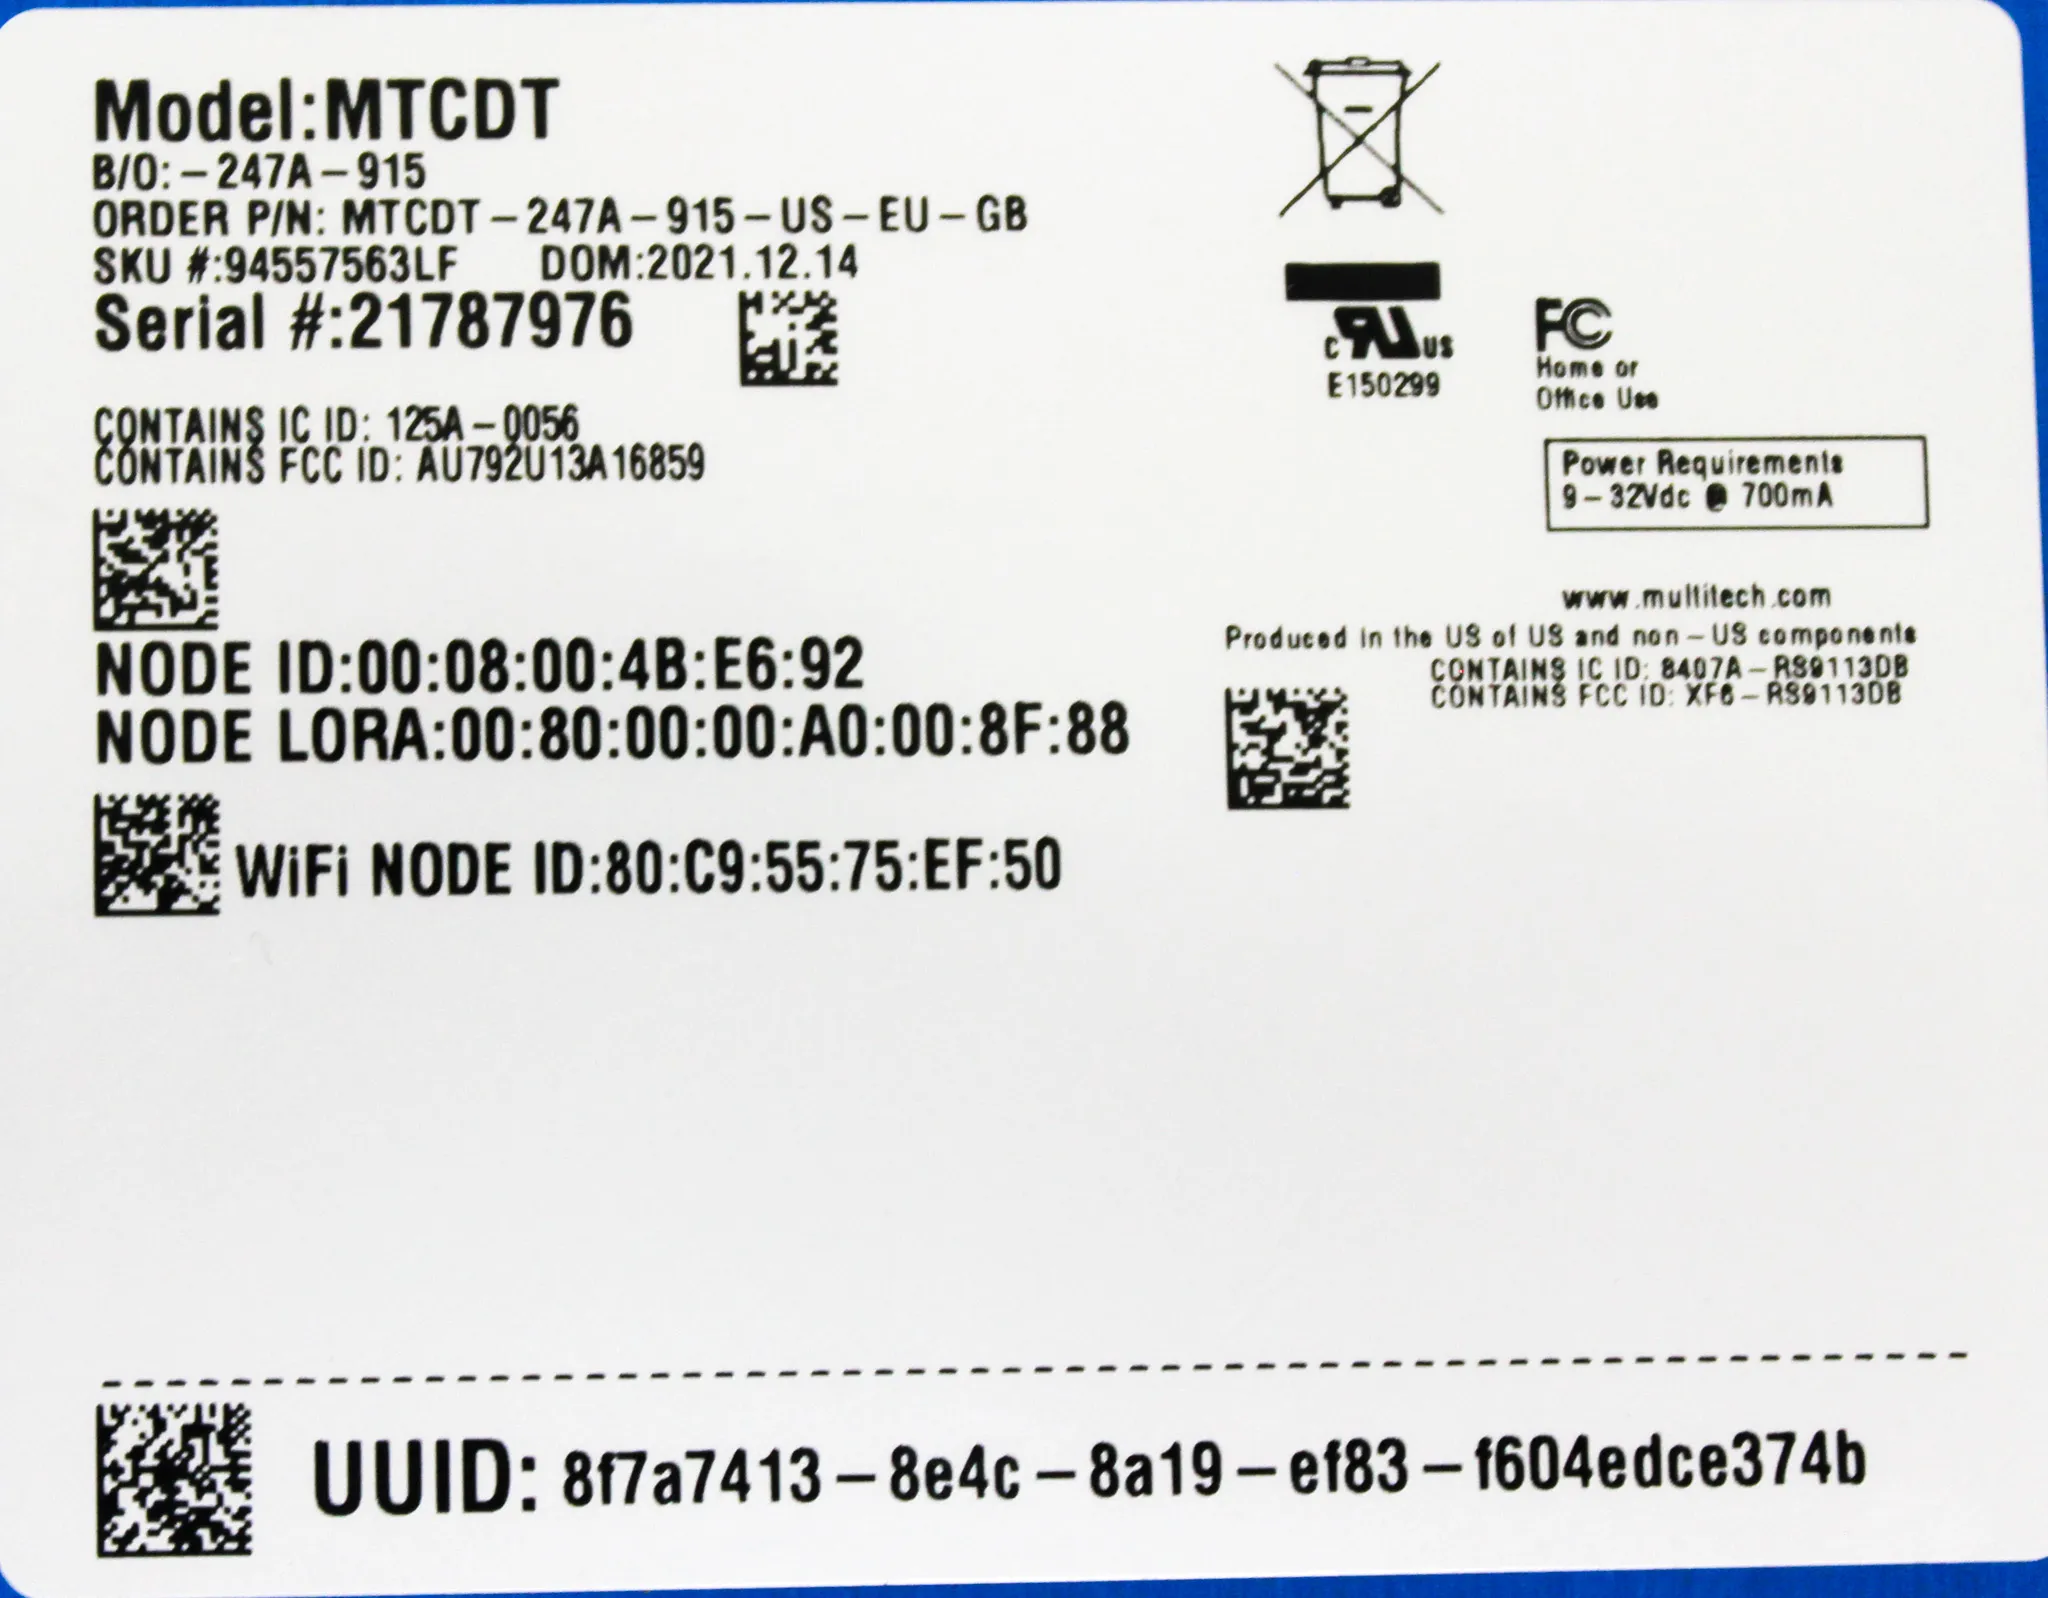 Model:MTCDT
B/O:-247A-915
ORDER P/N: MTCDT-247A-915-US-EU-GB
SKU #:94557563LF DOM:2021.12.14
Serial #:21787976
CONTAINS IC ID: 125A-0056
CONTAINS FCC ID: AU792U13A16859
NODE ID:00:08:00:4B:E6:92
NODE LORA:00:80:00:00:A0:00:8F:88
WiFi NODE ID:80:C9:55:75:EF:50
c RU US
E150299
FC
Home or
Office Use
Power Requirements
9-32Vdc @ 700mA
www.multitech.com
Produced in the US of US and non-US components
CONTAINS IC ID: 8407A-RS9113DB
CONTAINS FCC ID: XF6-RS9113DB
UUID: 8f7a7413-8e4c-8a19-ef83-f604edce374b